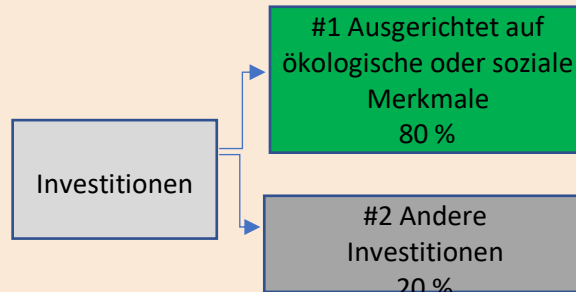 #1 Ausgerichtet auf
ökologische oder soziale
Merkmale
80 %
Investitionen
#2 Andere
Investitionen
20 %